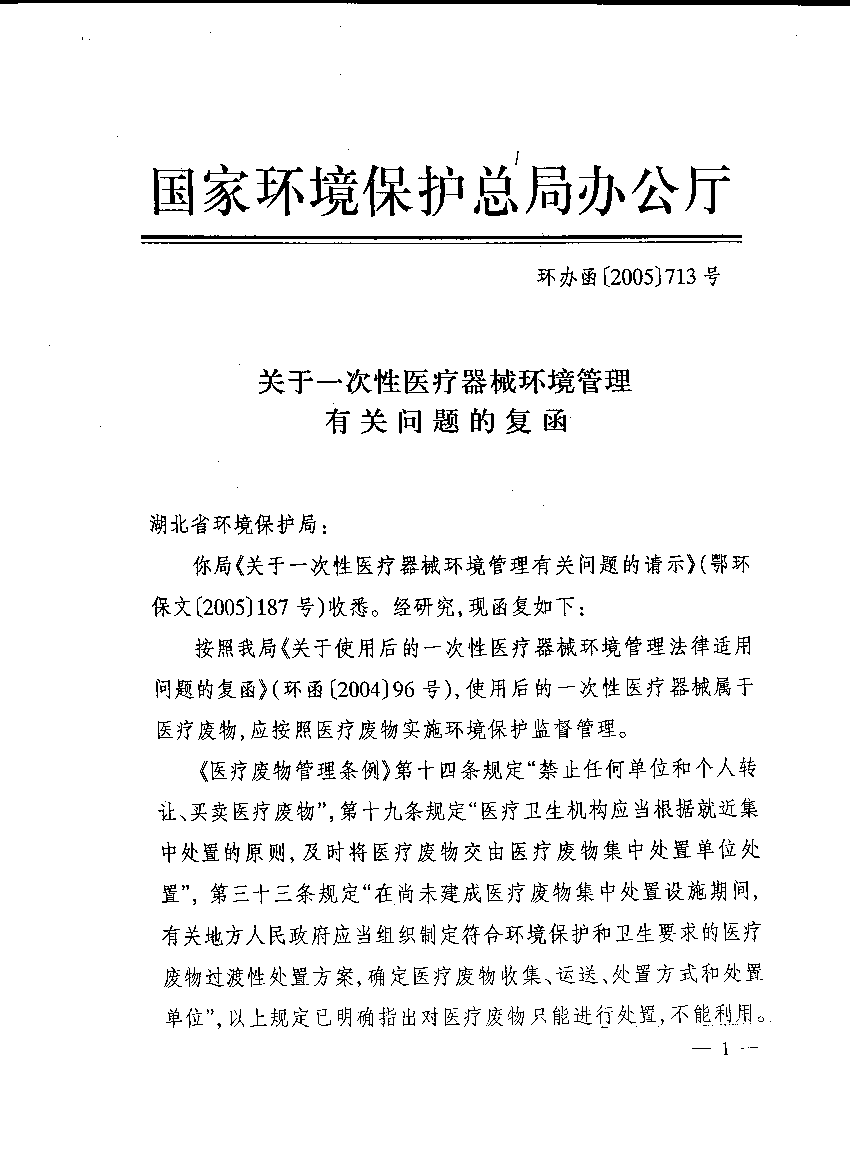 国家环境保护总局办公厅
环办函〔2005〕713号
关于一次性医疗器械环境管理
有关问题的复函
湖北省环境保护局：
你局《关于一次性医疗器械环境管理有关问题的请示》(鄂环
保文〔2005〕187号)收悉。经研究,现函复如下：
按照我局《关于使用后的一次性医疗器械环境管理法律适用
问题的复函》(环函〔2004〕96号),使用后的一次性医疗器械属于
医疗废物,应按照医疗废物实施环境保护监督管理。
《医疗废物管理条例》第十四条规定“禁止任何单位和个人转
让、买卖医疗废物”,第十九条规定“医疗卫生机构应当根据就近集
中处置的原则,及时将医疗废物交由医疗废物集中处置单位处
置”,第三十三条规定“在尚未建成医疗废物集中处置设施期间,
有关地方人民政府应当组织制定符合环境保护和卫生要求的医疗
废物过渡性处置方案,确定医疗废物收集、运送、处置方式和处置
单位”,以上规定已明确指出对医疗废物只能进行处置,不能利用。
— 1 —